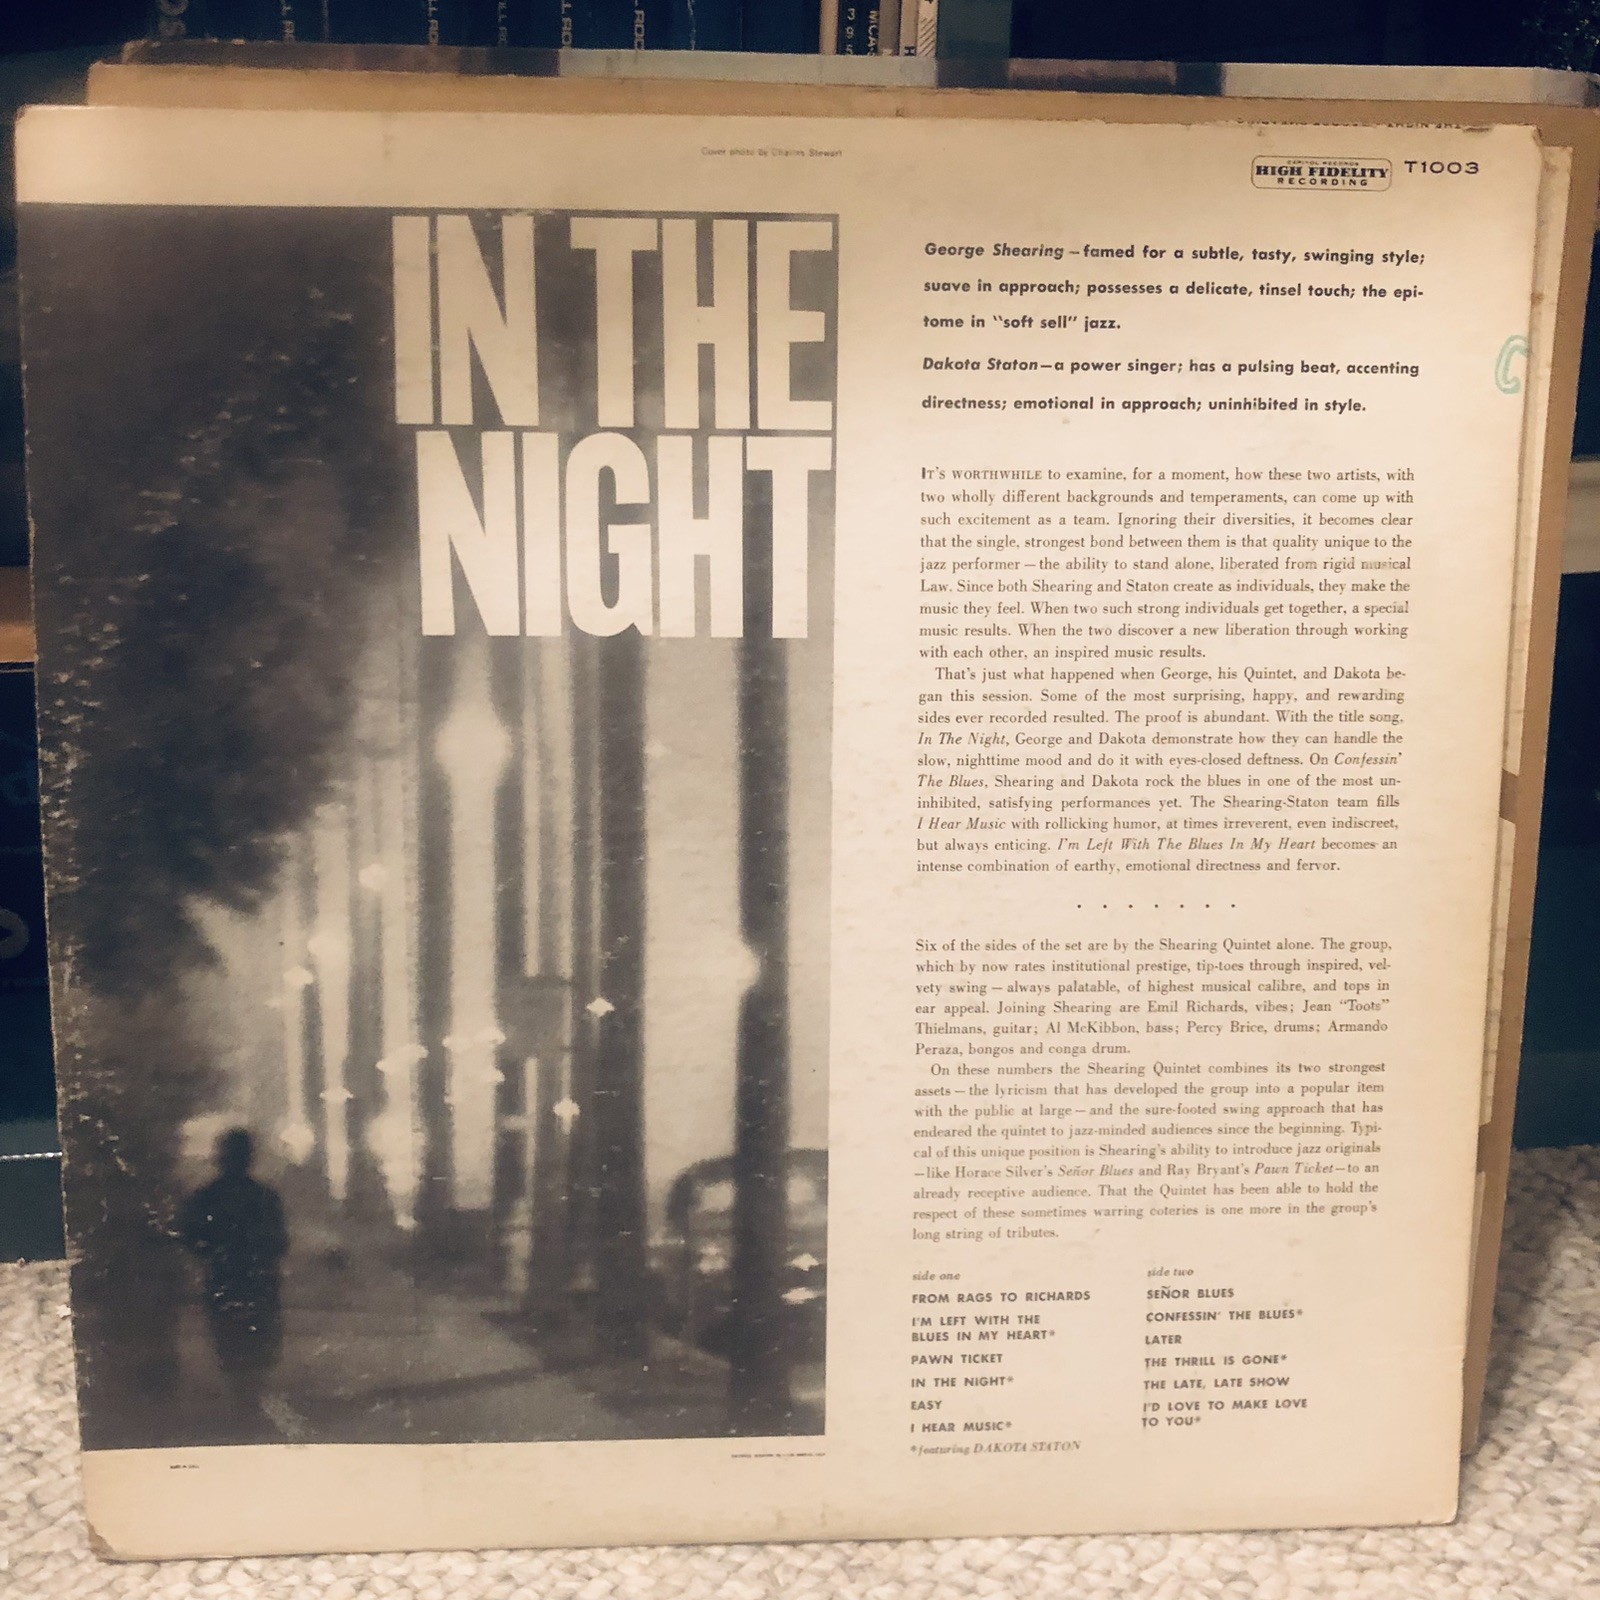 Cover photo by Charles Stewart
CAPITOL RECORDS
HIGH FIDELITY
RECORDING
T1003
IN THE
NIGHT
George Shearing – famed for a subtle, tasty, swinging style;
suave in approach; possesses a delicate, tinsel touch; the epi-
tome in "soft sell" jazz.
Dakota Staton—a power singer; has a pulsing beat, accenting
directness; emotional in approach; uninhibited in style.
C
IT'S WORTHWHILE to examine, for a moment, how these two artists, with
two wholly different backgrounds and temperaments, can come up with
such excitement as a team. Ignoring their diversities, it becomes clear
that the single, strongest bond between them is that quality unique to the
jazz performer – the ability to stand alone, liberated from rigid musical
Law. Since both Shearing and Staton create as individuals, they make the
music they feel. When two such strong individuals get together, a special
music results. When the two discover a new liberation through working
with each other, an inspired music results.
That's just what happened when George, his Quintet, and Dakota be-
gan this session. Some of the most surprising, happy, and rewarding
sides ever recorded resulted. The proof is abundant. With the title song,
In The Night, George and Dakota demonstrate how they can handle the
slow, nighttime mood and do it with eyes-closed deftness. On Confessin'
The Blues, Shearing and Dakota rock the blues in one of the most un-
inhibited, satisfying performances yet. The Shearing-Staton team fills
I Hear Music with rollicking humor, at times irreverent, even indiscreet,
but always enticing. I'm Left With The Blues In My Heart becomes an
intense combination of earthy, emotional directness and fervor.
. . . . . . .
Six of the sides of the set are by the Shearing Quintet alone. The group,
which by now rates institutional prestige, tip-toes through inspired, vel-
vety swing – always palatable, of highest musical calibre, and tops in
ear appeal. Joining Shearing are Emil Richards, vibes; Jean "Toots"
Thielmans, guitar; Al McKibbon, bass; Percy Brice, drums; Armando
Peraza, bongos and conga drum.
On these numbers the Shearing Quintet combines its two strongest
assets – the lyricism that has developed the group into a popular item
with the public at large – and the sure-footed swing approach that has
endeared the quintet to jazz-minded audiences since the beginning. Typi-
cal of this unique position is Shearing's ability to introduce jazz originals
–like Horace Silver's Señor Blues and Ray Bryant's Pawn Ticket–to an
already receptive audience. That the Quintet has been able to hold the
respect of these sometimes warring coteries is one more in the group's
long string of tributes.
side one
FROM RAGS TO RICHARDS
I'M LEFT WITH THE
BLUES IN MY HEART*
PAWN TICKET
IN THE NIGHT*
EASY
I HEAR MUSIC*
*featuring DAKOTA STATON
side two
SEÑOR BLUES
CONFESSIN' THE BLUES*
LATER
THE THRILL IS GONE*
THE LATE, LATE SHOW
I'D LOVE TO MAKE LOVE
TO YOU*